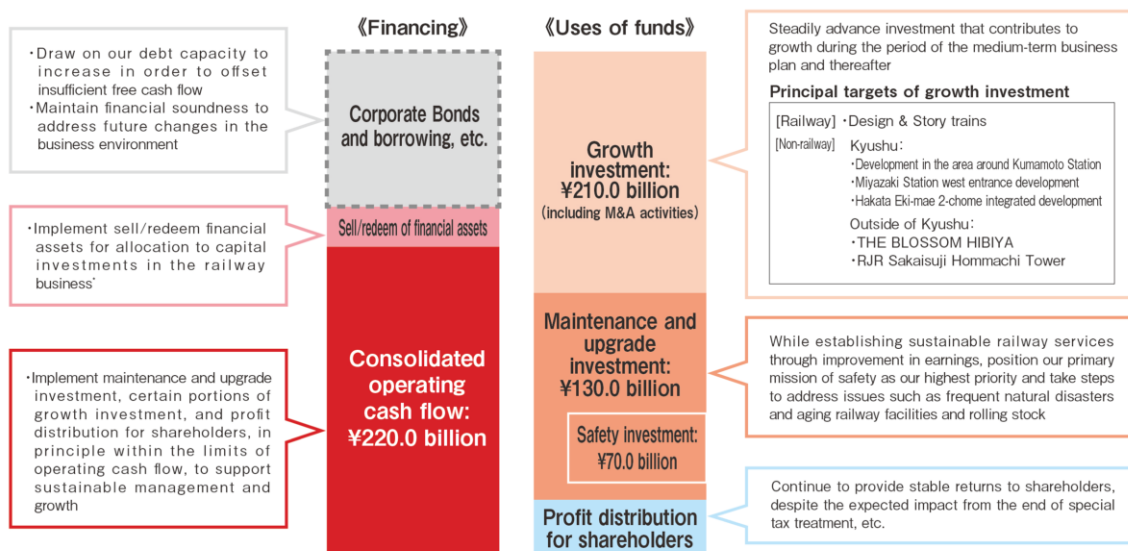 《Financing》
《Uses of funds》
・Draw on our debt capacity to
increase in order to offset
insufficient free cash flow
・Maintain financial soundness to
address future changes in the
business environment
Corporate Bonds
and borrowing, etc.
・Implement sell/redeem financial
assets for allocation to capital
investments in the railway
business*
Sell/redeem of financial assets
・Implement maintenance and upgrade
investment, certain portions of
growth investment, and profit
distribution for shareholders, in
principle within the limits of
operating cash flow, to support
sustainable management and
growth
Consolidated
operating
cash flow:
¥220.0 billion
Growth
investment:
¥210.0 billion
(including M&A activities)
Steadily advance investment that contributes to
growth during the period of the medium-term business
plan and thereafter
Principal targets of growth investment
[Railway] ・Design & Story trains
[Non-railway] Kyushu:
・Development in the area around Kumamoto Station
・Miyazaki Station west entrance development
・Hakata Eki-mae 2-chome integrated development
Outside of Kyushu:
・THE BLOSSOM HIBIYA
・RJR Sakaisuji Hommachi Tower
Maintenance and
upgrade
investment:
¥130.0 billion
Safety investment:
¥70.0 billion
While establishing sustainable railway services
through improvement in earnings, position our primary
mission of safety as our highest priority and take steps
to address issues such as frequent natural disasters
and aging railway facilities and rolling stock
Profit distribution
for shareholders
Continue to provide stable returns to shareholders,
despite the expected impact from the end of special
tax treatment, etc.